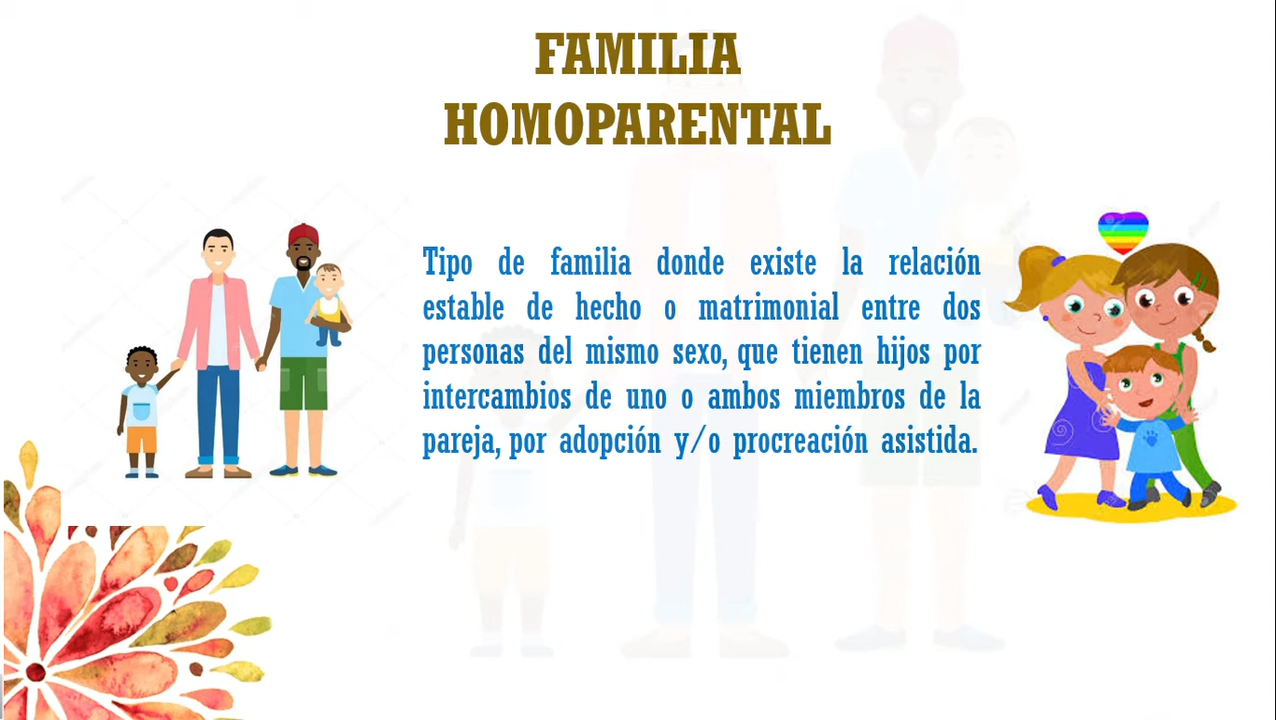 FAMILIA
HOMOPARENTAL
Tipo de familia donde existe la relación
estable de hecho o matrimonial entre dos
personas del mismo sexo, que tienen hijos por
intercambios de uno o ambos miembros de la
pareja, por adopción y/o procreación asistida.